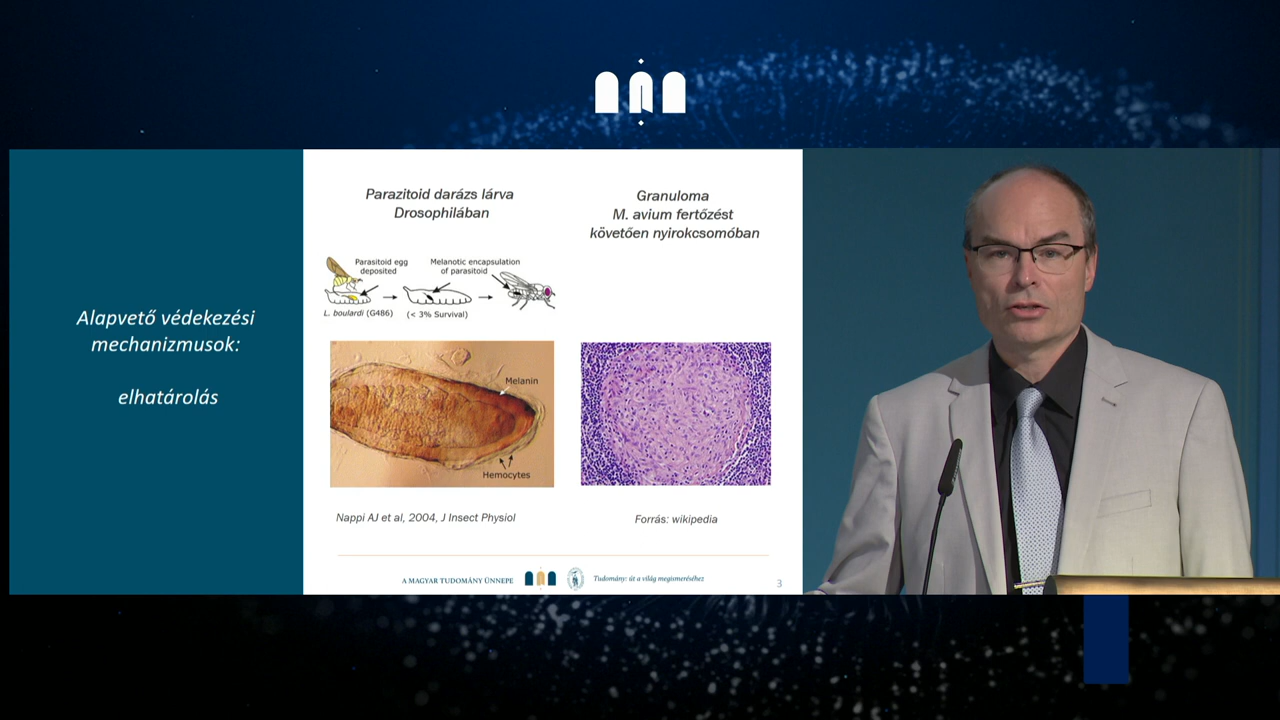 Alapvető védekezési
mechanizmusok:
elhatárolás
Parazitoid darázs lárva
Drosophilában
Parasitoid egg
deposited
Melanotic encapsulation
of parasitoid
L. boulardi (G486)
(< 3% Survival)
Melanin
Hemocytes
Nappi AJ et al, 2004, J Insect Physiol
Granuloma
M. avium fertőzést
követően nyirokcsomóban
Forrás: wikipedia
A MAGYAR TUDOMÁNY ÜNNEPE
Tudomány: út a világ megismeréséhez
3